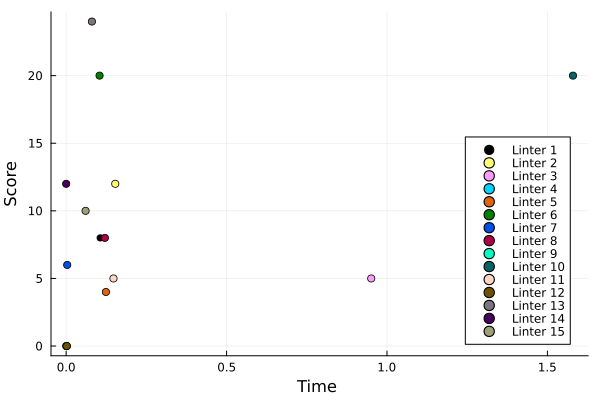 Score
20
15
10
5
0
0.0 0.5 1.0 1.5
Time
Linter 1
Linter 2
Linter 3
Linter 4
Linter 5
Linter 6
Linter 7
Linter 8
Linter 9
Linter 10
Linter 11
Linter 12
Linter 13
Linter 14
Linter 15